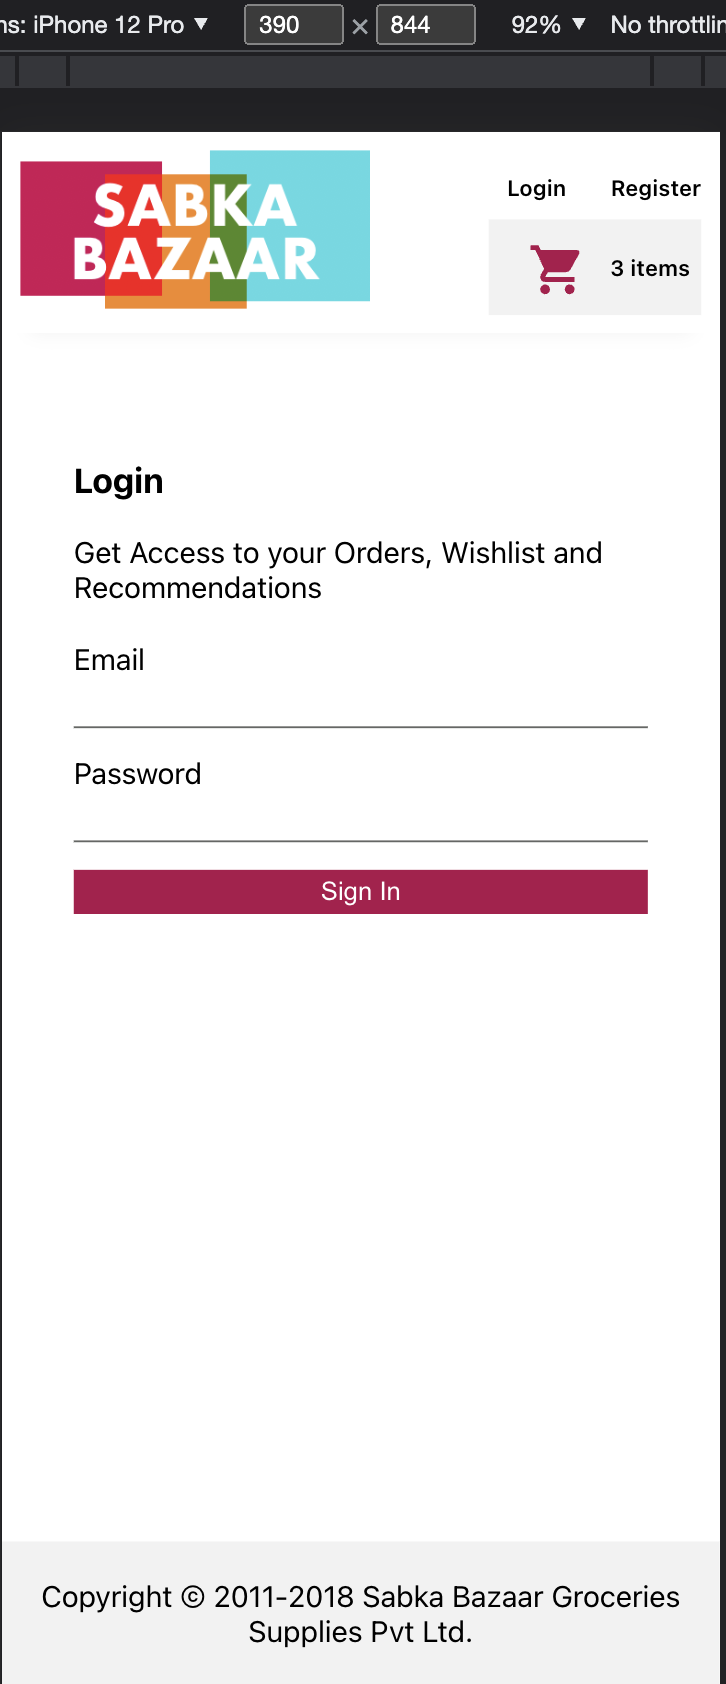 ns: iPhone 12 Pro ▼ 390 × 844 92% ▼ No throttlin
SABKA
BAZAAR
Login Register
3 items
Login
Get Access to your Orders, Wishlist and
Recommendations
Email
Password
Sign In
Copyright © 2011-2018 Sabka Bazaar Groceries
Supplies Pvt Ltd.